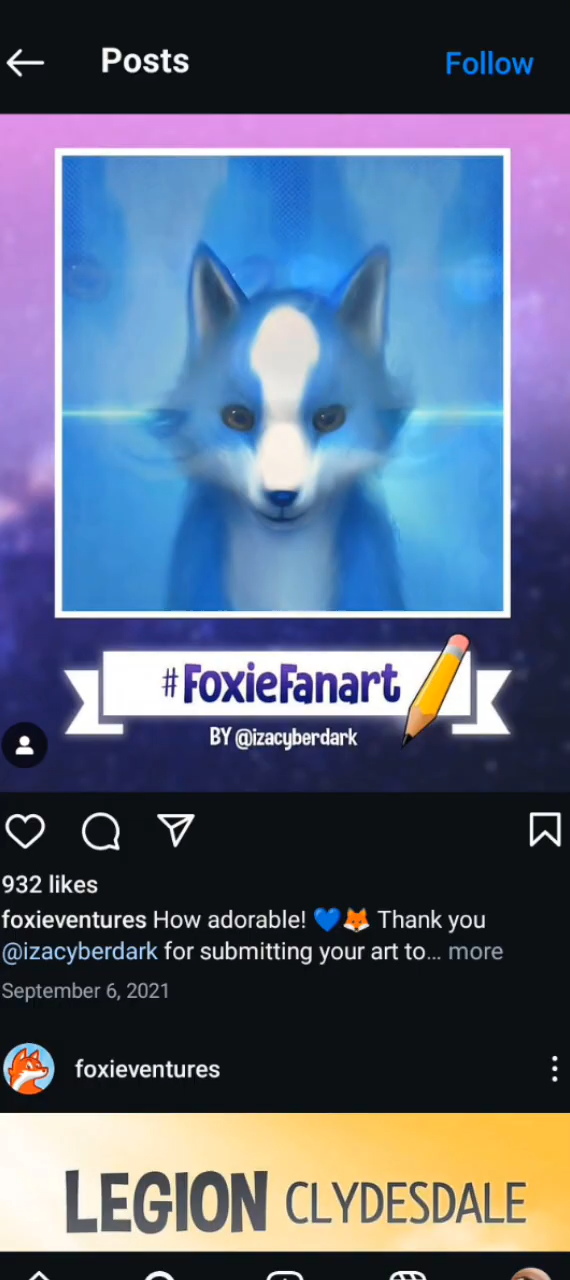 Posts
Follow
#FoxieFanart
BY @izacyberdark
932 likes
foxieventures How adorable! 💙🦊 Thank you
@izacyberdark for submitting your art to... more
September 6, 2021
foxieventures
LEGION CLYDESDALE